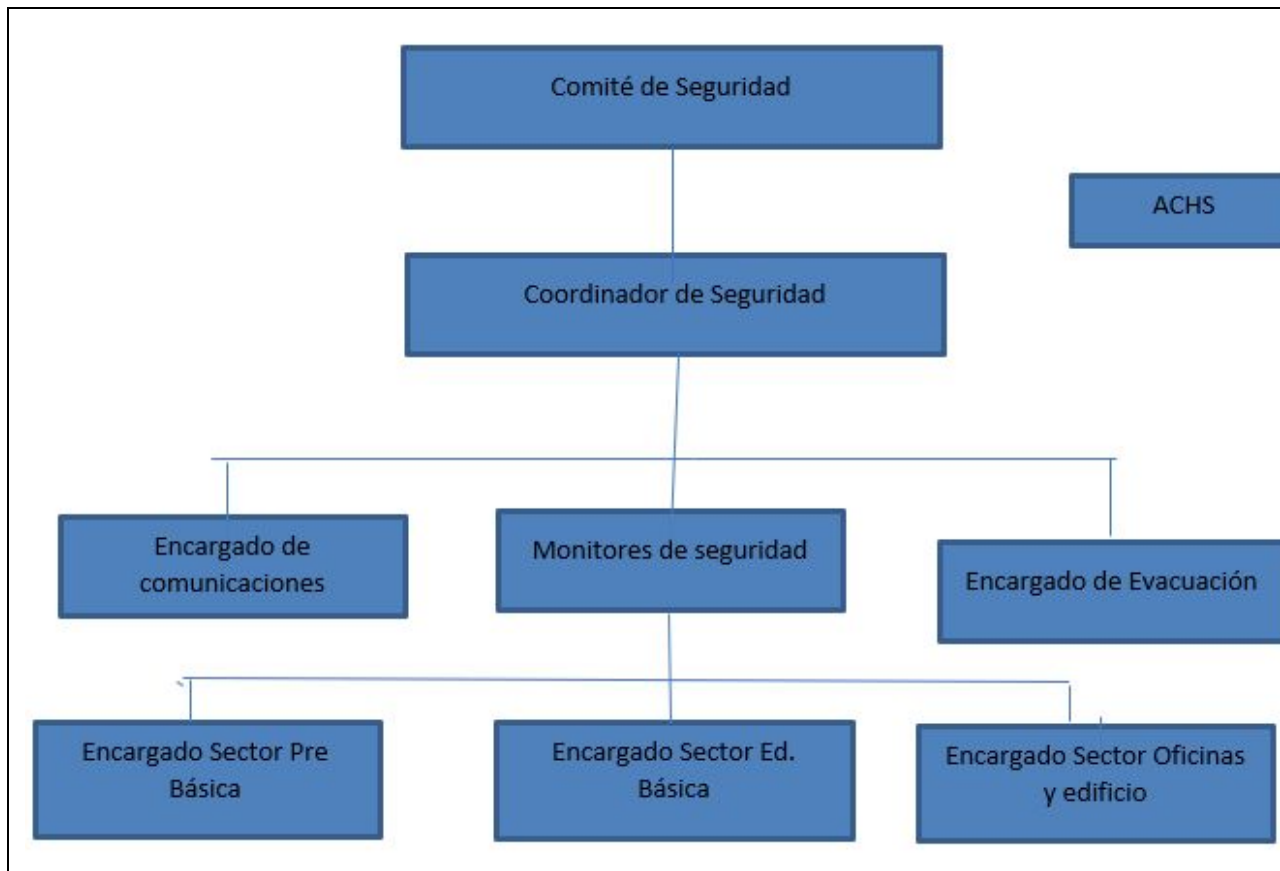 Comité de Seguridad
ACHS
Coordinador de Seguridad
Encargado de
comunicaciones
Monitores de seguridad
Encargado de Evacuación
Encargado Sector Pre
Básica
Encargado Sector Ed.
Básica
Encargado Sector Oficinas
y edificio